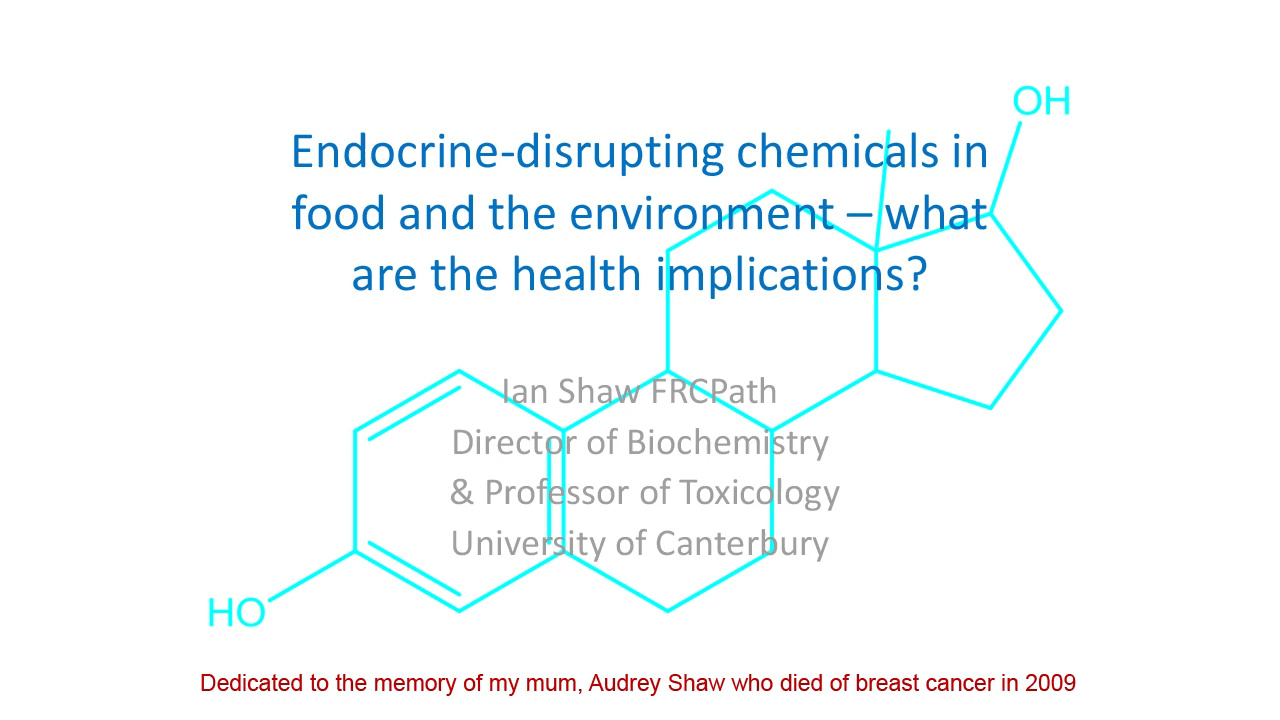 OH
Endocrine-disrupting chemicals in
food and the environment – what
are the health implications?
Ian Shaw FRCPath
Director of Biochemistry
& Professor of Toxicology
University of Canterbury
HO
Dedicated to the memory of my mum, Audrey Shaw who died of breast cancer in 2009